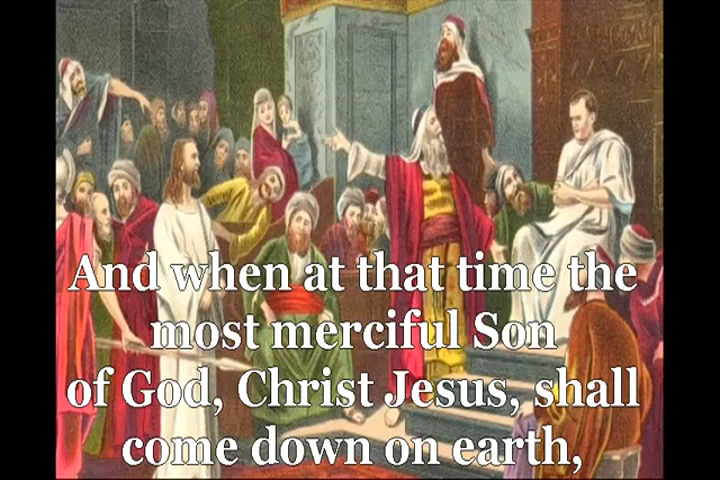 And when at that time the
most merciful Son
of God, Christ Jesus, shall
come down on earth,